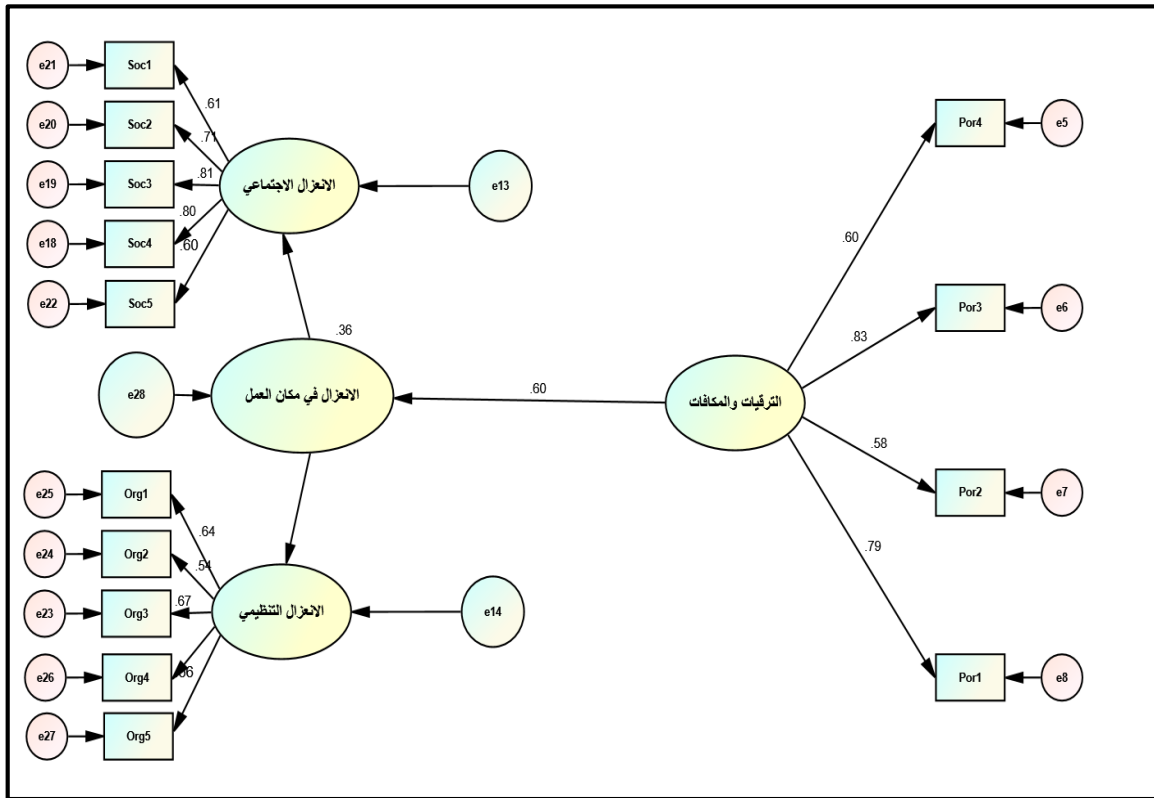 e21
Soc1
.61
e20
Soc2
.71
e19
Soc3
.81
الانعزال الاجتماعي
e13
e18
Soc4
.80
.60
e22
Soc5
Por4
e5
.60
.36
Por3
e6
.83
e28
الانعزال في مكان العمل
.60
الترقيات والمكافات
.58
Por2
e7
.79
Por1
e8
e25
Org1
.64
e24
Org2
.54
e23
Org3
.67
الانعزال التنظيمي
e14
e26
Org4
e27
Org5